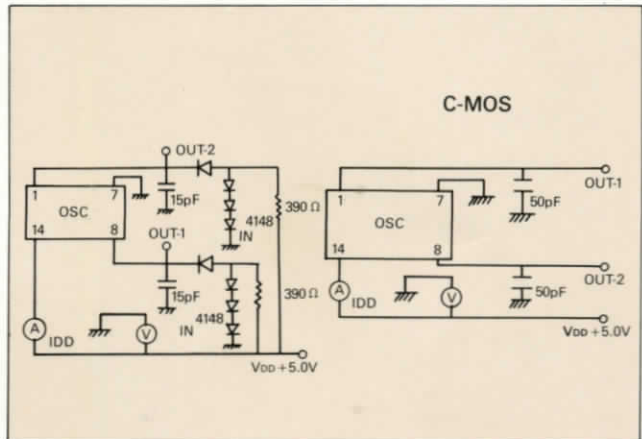 C-MOS
OUT-2
1
7
15pF
OSC
14
8
390 Ω
4148
IN
OUT-1
15pF
390 Ω
4148
IN
A
IDD
V
VDD+5.0V
OUT-1
1
7
50pF
OSC
14
8
OUT-2
50pF
A
IDD
V
VDD+5.0V